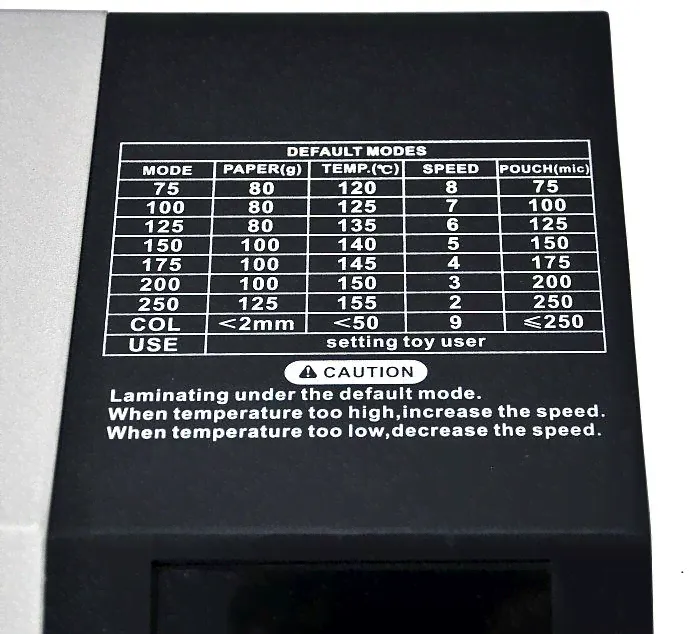 DEFAULT MODES
MODE PAPER(g) TEMP.(℃) SPEED POUCH(mic)
75 80 120 8 75
100 80 125 7 100
125 80 135 6 125
150 100 140 5 150
175 100 145 4 175
200 100 150 3 200
250 125 155 2 250
COL <2mm <50 9 ≤250
USE setting toy user
CAUTION
Laminating under the default mode.
When temperature too high,increase the speed.
When temperature too low,decrease the speed.